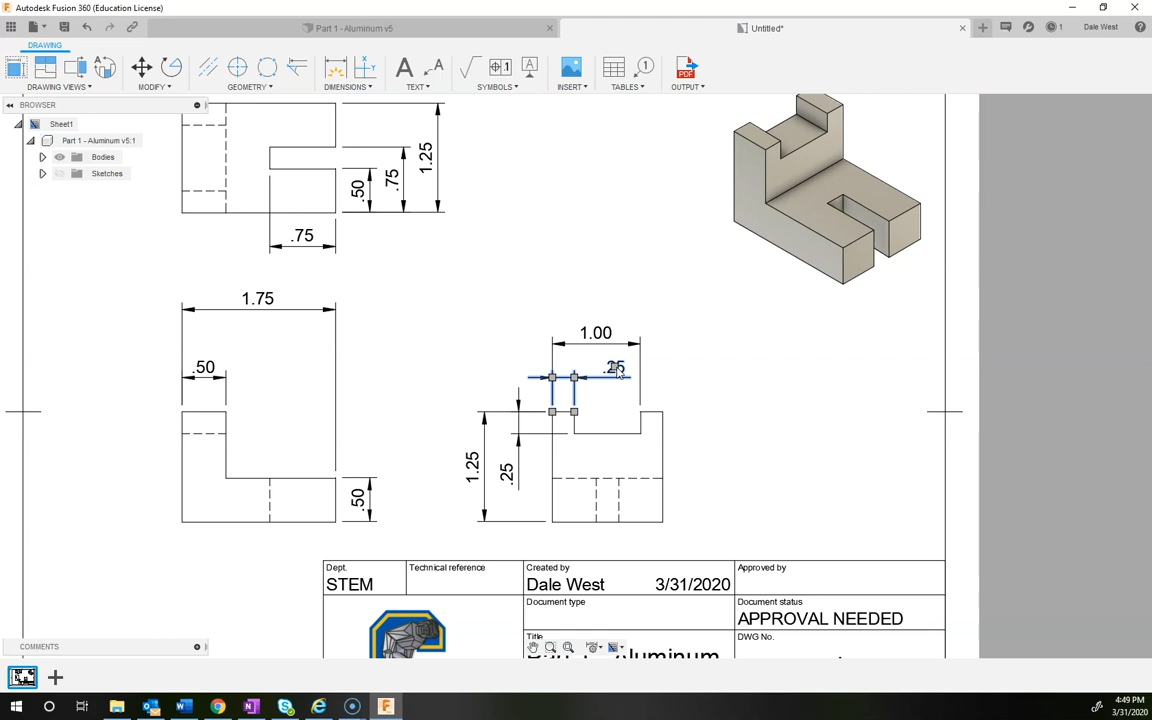 Autodesk Fusion 360 (Education License)
Part 1 - Aluminum v5
Untitled*
1
Dale West
DRAWING
DRAWING VIEWS
MODIFY
GEOMETRY
DIMENSIONS
TEXT
SYMBOLS
INSERT
TABLES
OUTPUT
BROWSER
Sheet1
Part 1 - Aluminum v5:1
Bodies
Sketches
1.25
.75
.50
.75
1.75
.50
.50
1.00
.25
1.25
.25
Dept.
STEM
Technical reference
Created by
Dale West 3/31/2020
Approved by
Document type
Document status
APPROVAL NEEDED
Title
DWG No.
COMMENTS
PDF
4:49 PM
3/31/2020